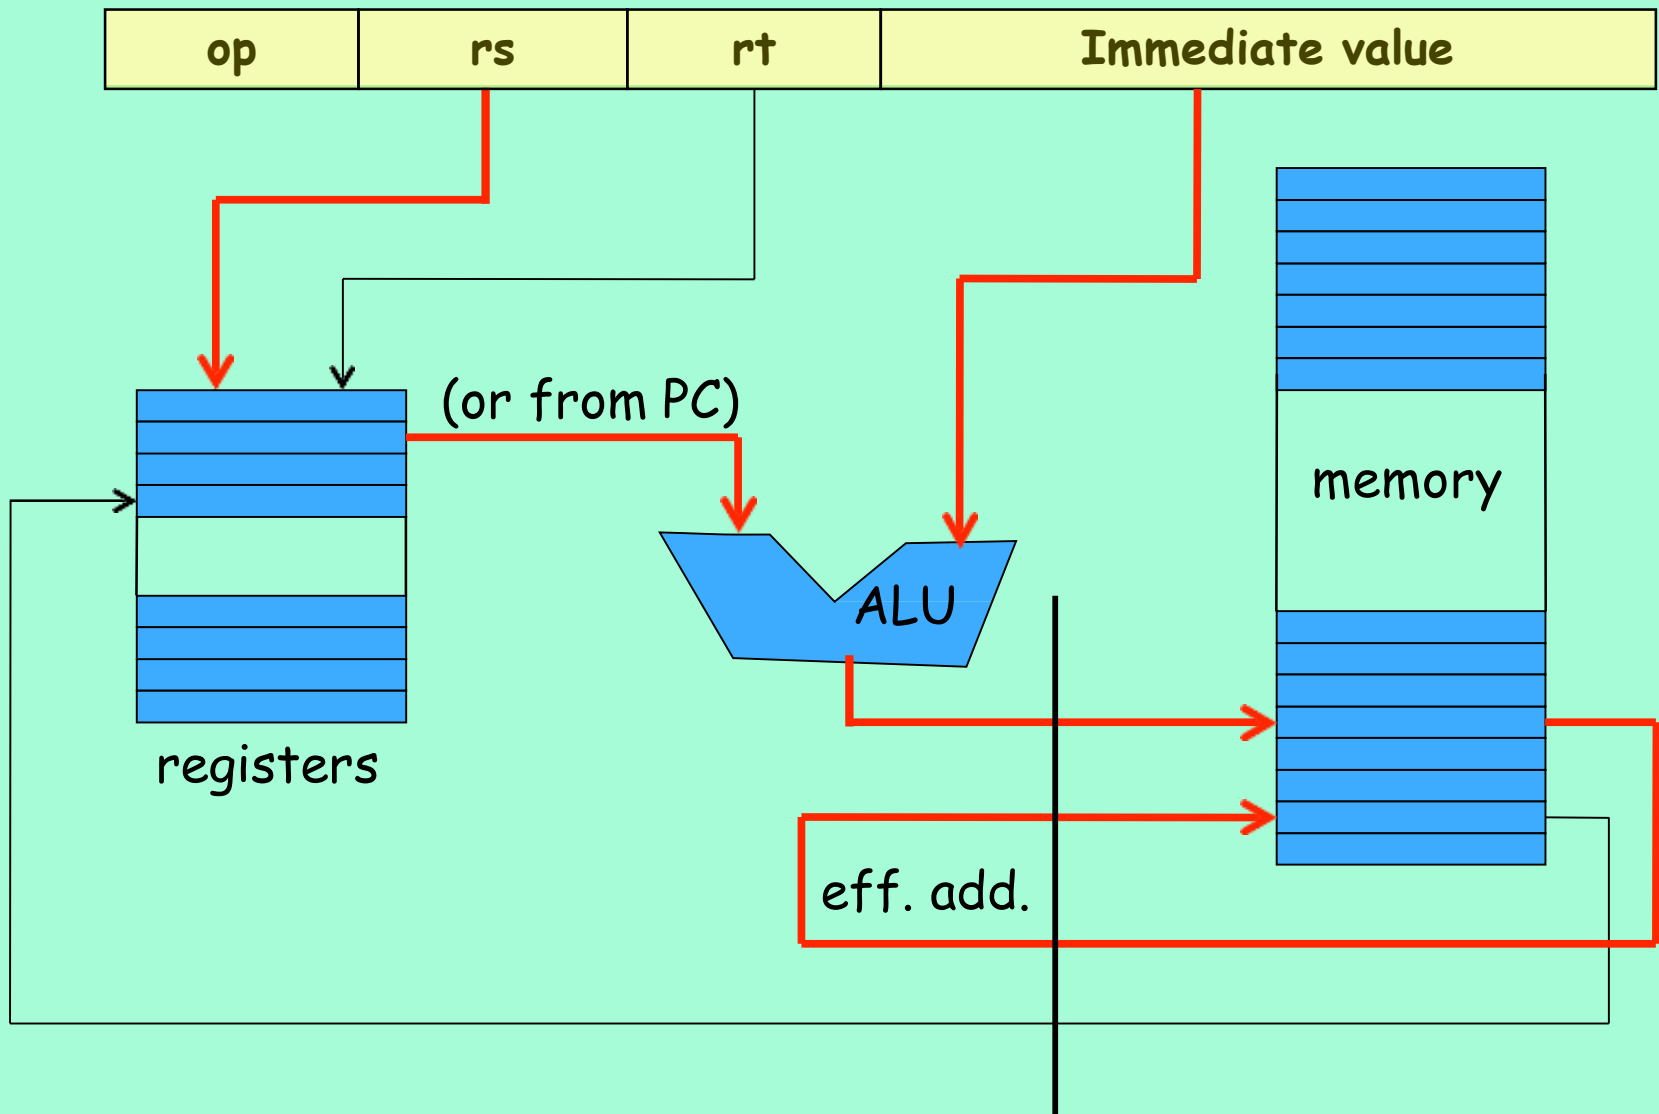 op rs rt Immediate value
(or from PC)
memory
ALU
registers
eff. add.